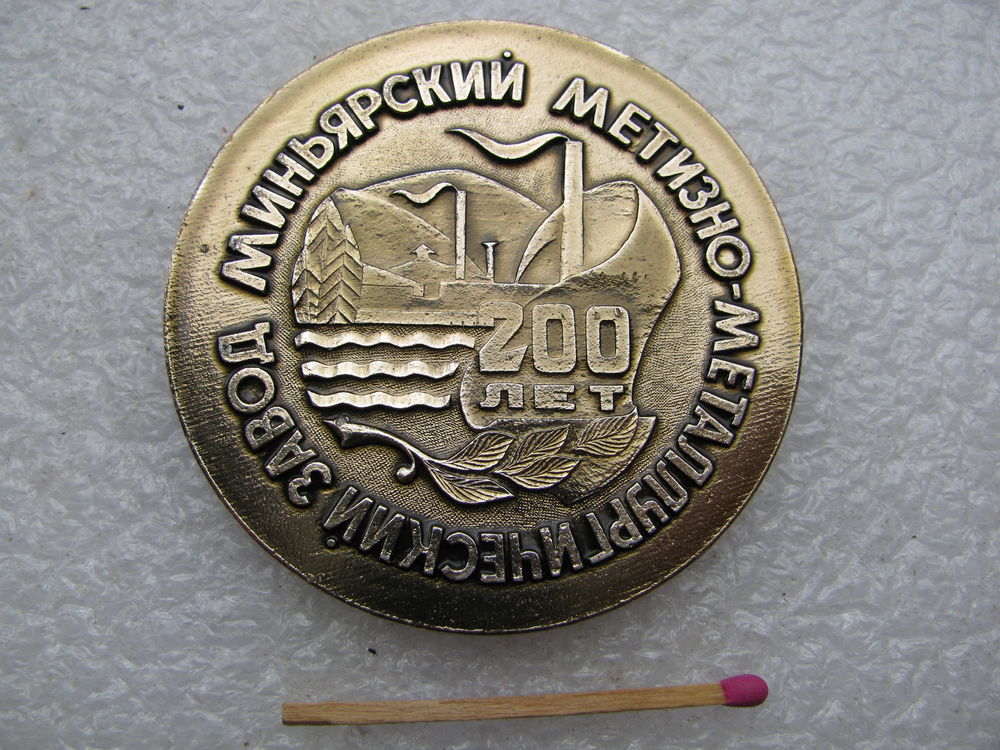 МИНЬЯРСКИЙ МЕТИЗНО-МЕТАЛЛУРГИЧЕСКИЙ ЗАВОД
200
ЛЕТ